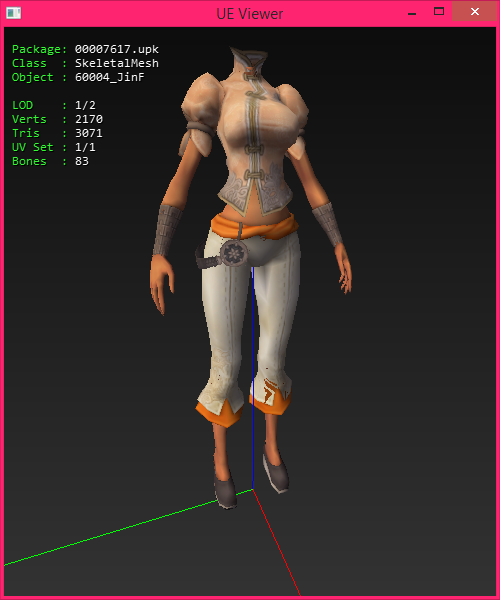 UE Viewer
Package: 00007617.upk
Class : SkeletalMesh
Object : 60004_JinF
LOD : 1/2
Verts : 2170
Tris : 3071
UV Set : 1/1
Bones : 83